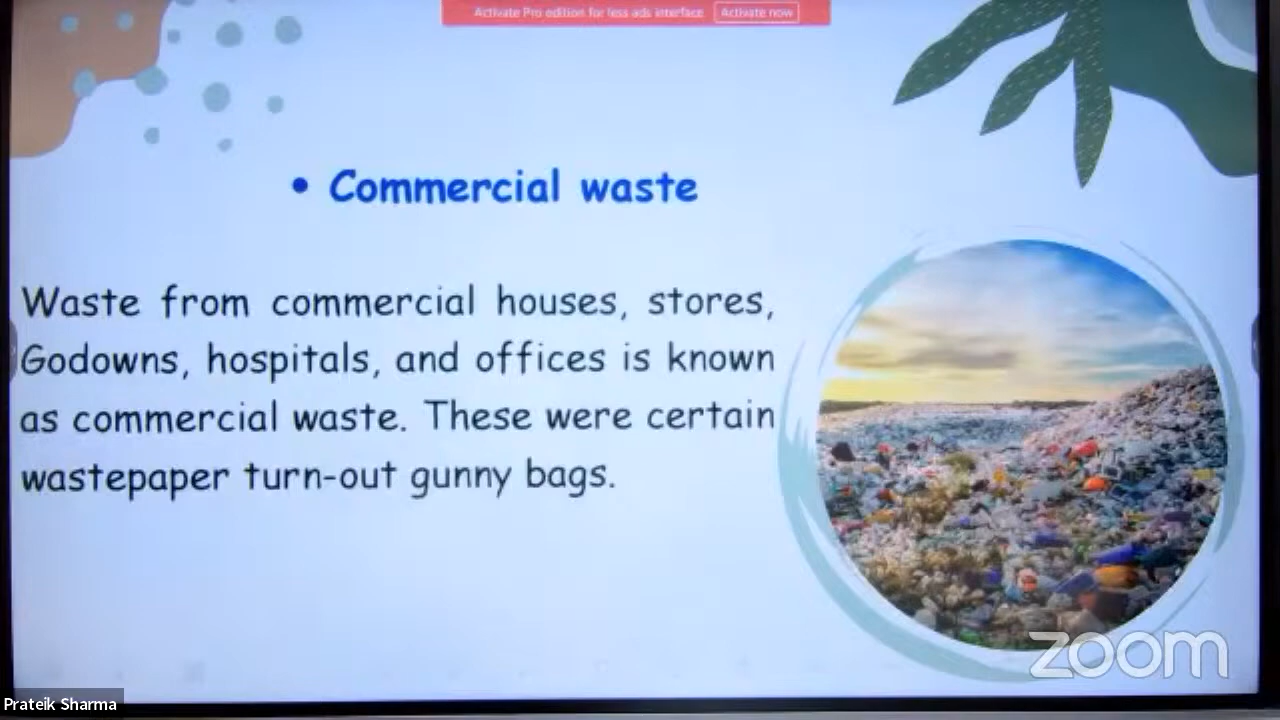 Activate Pro edition for less ads interface Activate now
• Commercial waste
Waste from commercial houses, stores,
Godowns, hospitals, and offices is known
as commercial waste. These were certain
wastepaper turn-out gunny bags.
zoom
Prateik Sharma